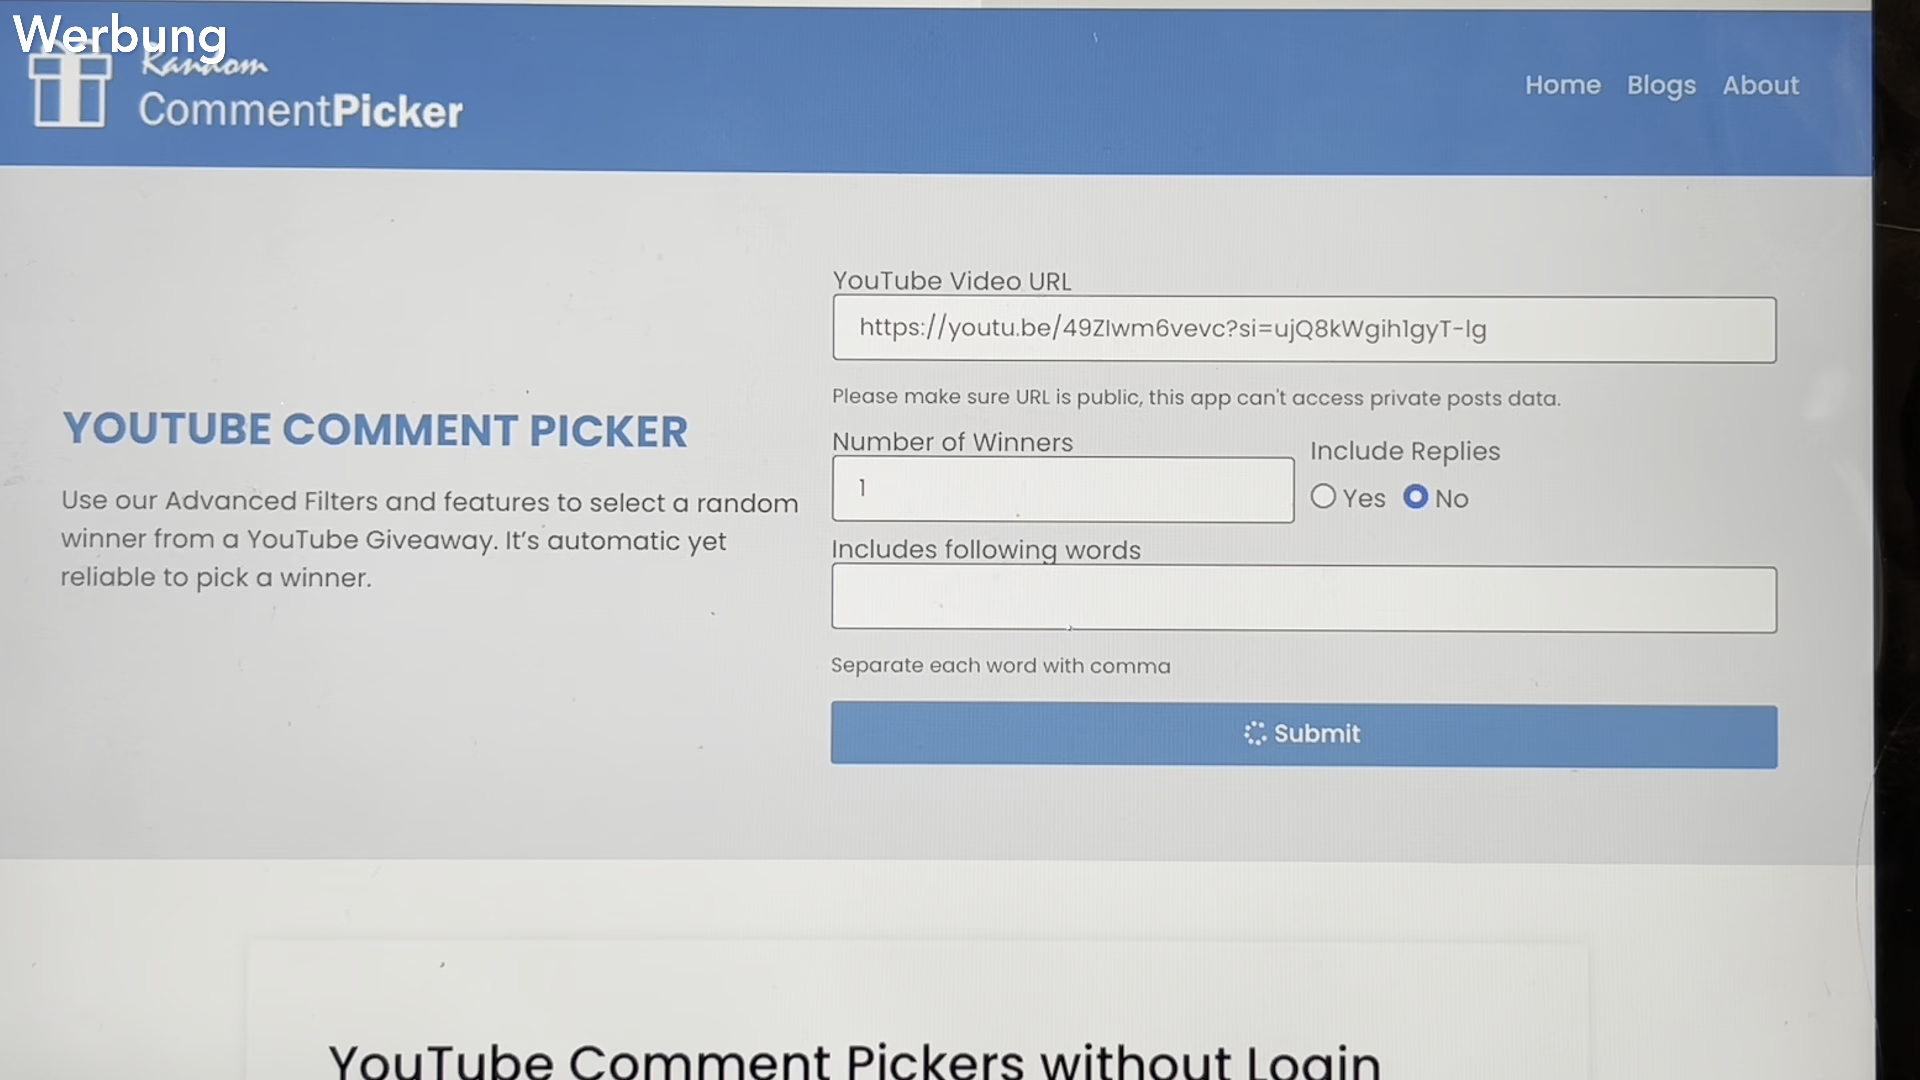 Werbung
Random
CommentPicker
Home Blogs About
YouTube Video URL
https://youtu.be/49ZIwm6vevc?si=ujQ8kWgih1gyT-lg
Please make sure URL is public, this app can't access private posts data.
YOUTUBE COMMENT PICKER
Use our Advanced Filters and features to select a random
winner from a YouTube Giveaway. It's automatic yet
reliable to pick a winner.
Number of Winners
1
Include Replies
Yes No
Includes following words
Separate each word with comma
Submit
YouTube Comment Pickers without Login